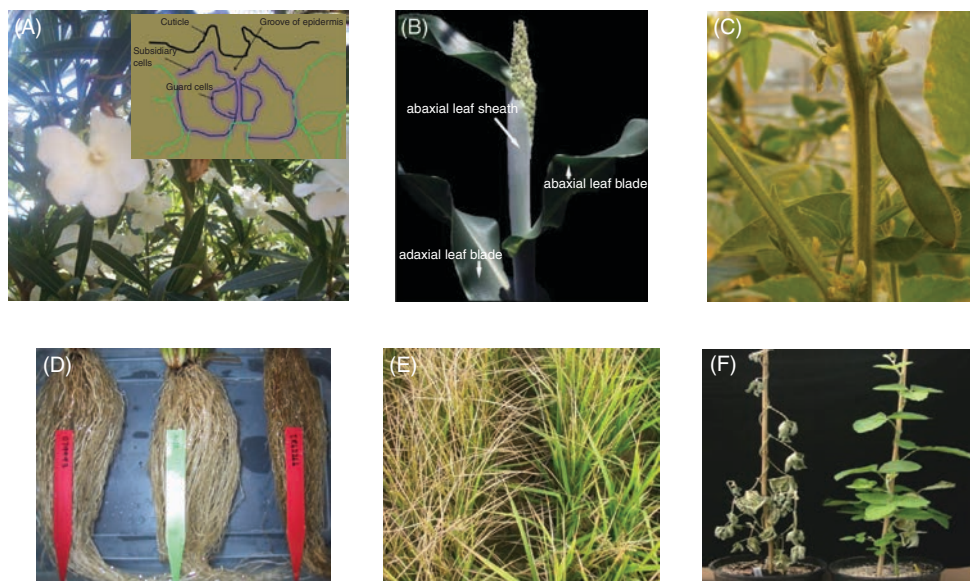 (A)
Cuticle
Groove of epidermis
Subsidiary
cells
Guard cells
(B)
abaxial leaf sheath
abaxial leaf blade
adaxial leaf blade
(C)
(D)
(E)
(F)